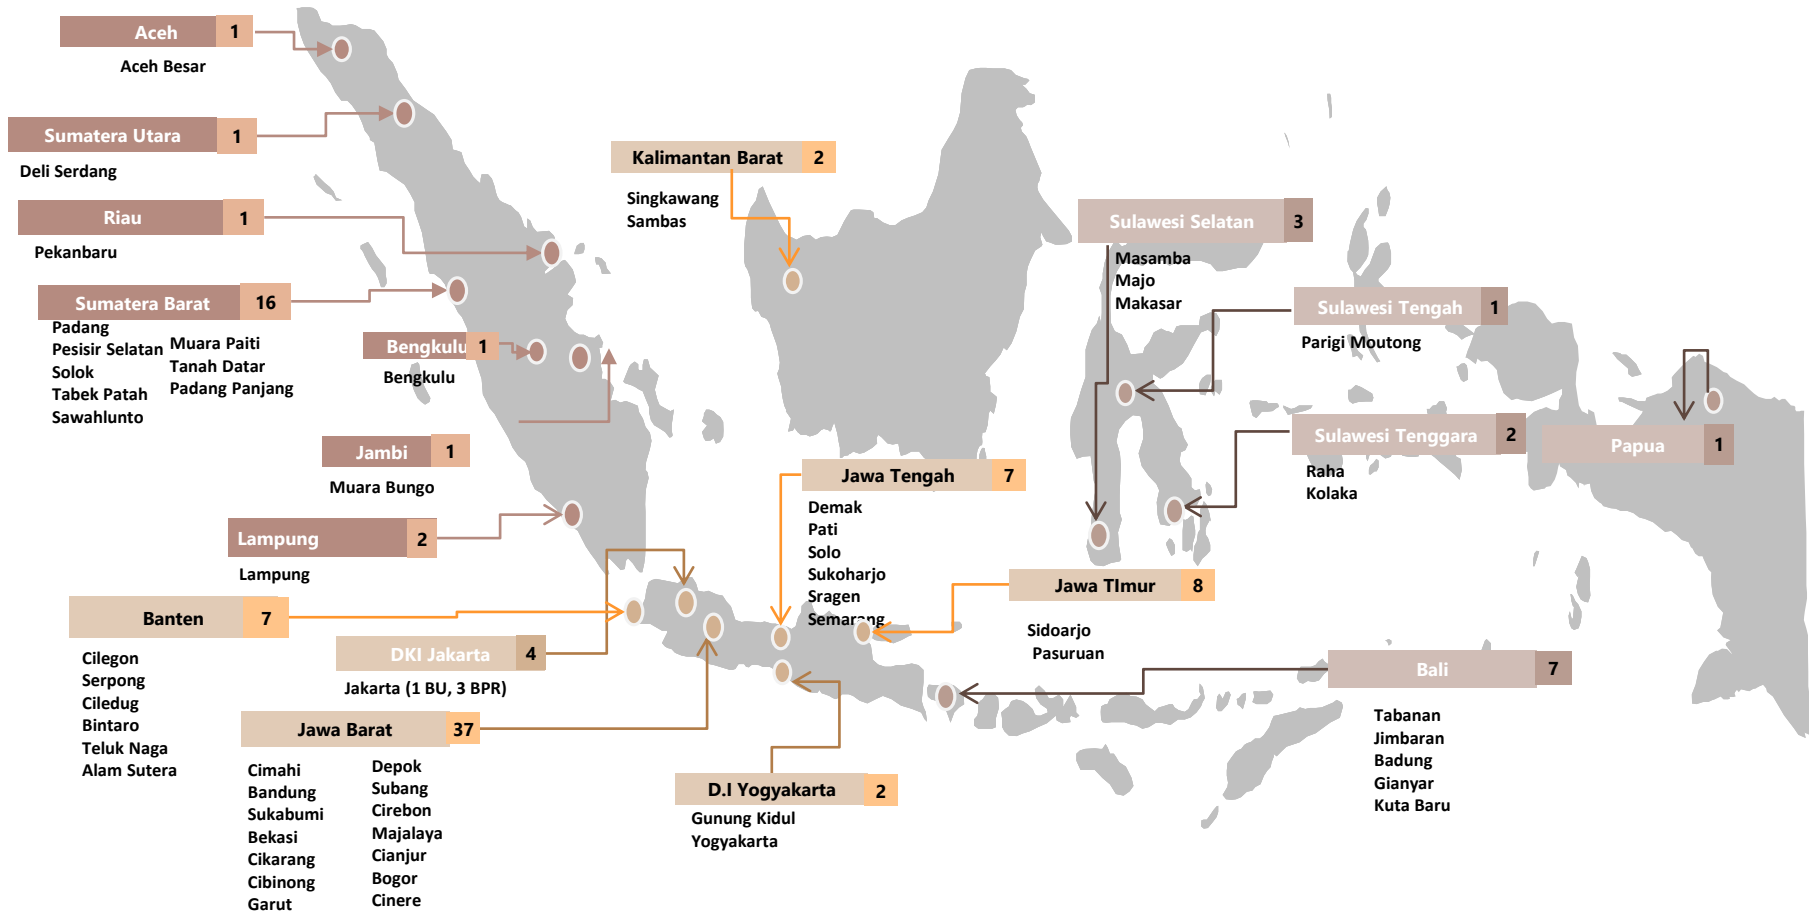 Aceh 1
Aceh Besar
Sumatera Utara 1
Deli Serdang
Riau 1
Pekanbaru
Sumatera Barat 16
Padang
Pesisir Selatan
Solok
Tabek Patah
Sawahlunto
Muara Paiti
Tanah Datar
Padang Panjang
Bengkulu 1
Bengkulu
Jambi 1
Muara Bungo
Lampung 2
Lampung
Banten 7
Cilegon
Serpong
Ciledug
Bintaro
Teluk Naga
Alam Sutera
DKI Jakarta 4
Jakarta (1 BU, 3 BPR)
Jawa Barat 37
Cimahi
Bandung
Sukabumi
Bekasi
Cikarang
Cibinong
Garut
Depok
Subang
Cirebon
Majalaya
Cianjur
Bogor
Cinere
Kalimantan Barat 2
Singkawang
Sambas
Jawa Tengah 7
Demak
Pati
Solo
Sukoharjo
Sragen
Semarang
D.I Yogyakarta 2
Gunung Kidul
Yogyakarta
Jawa TImur 8
Sidoarjo
Pasuruan
Sulawesi Selatan 3
Masamba
Majo
Makasar
Sulawesi Tengah 1
Parigi Moutong
Sulawesi Tenggara 2
Raha
Kolaka
Papua 1
Bali 7
Tabanan
Jimbaran
Badung
Gianyar
Kuta Baru